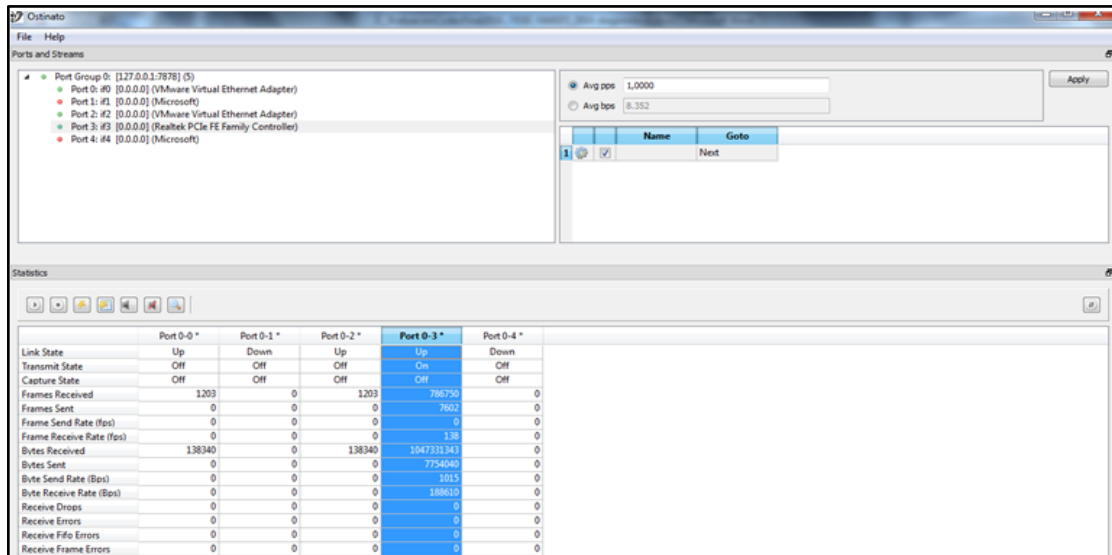 Ostinato
File Help
Ports and Streams
Port Group 0: [127.0.0.1:7878] (5)
Port 0: if0 [0.0.0.0] (VMware Virtual Ethernet Adapter)
Port 1: if1 [0.0.0.0] (Microsoft)
Port 2: if2 [0.0.0.0] (VMware Virtual Ethernet Adapter)
Port 3: if3 [0.0.0.0] (Realtek PCIe FE Family Controller)
Port 4: if4 [0.0.0.0] (Microsoft)
Avg pps 1,0000
Apply
Avg bps 8.352
Name Goto
1 Next
Statistics
Port 0-0 * Port 0-1 * Port 0-2 * Port 0-3 * Port 0-4 *
Link State Up Down Up Up Down
Transmit State Off Off Off On Off
Capture State Off Off Off Off Off
Frames Received 1203 0 1203 786750 0
Frames Sent 0 0 0 7602 0
Frame Send Rate (fps) 0 0 0 0 0
Frame Receive Rate (fps) 0 0 0 138 0
Bytes Received 138340 0 138340 1047331343 0
Bytes Sent 0 0 0 7754040 0
Byte Send Rate (Bps) 0 0 0 1015 0
Byte Receive Rate (Bps) 0 0 0 188610 0
Receive Drops 0 0 0 0 0
Receive Errors 0 0 0 0 0
Receive Fifo Errors 0 0 0 0 0
Receive Frame Errors 0 0 0 0 0